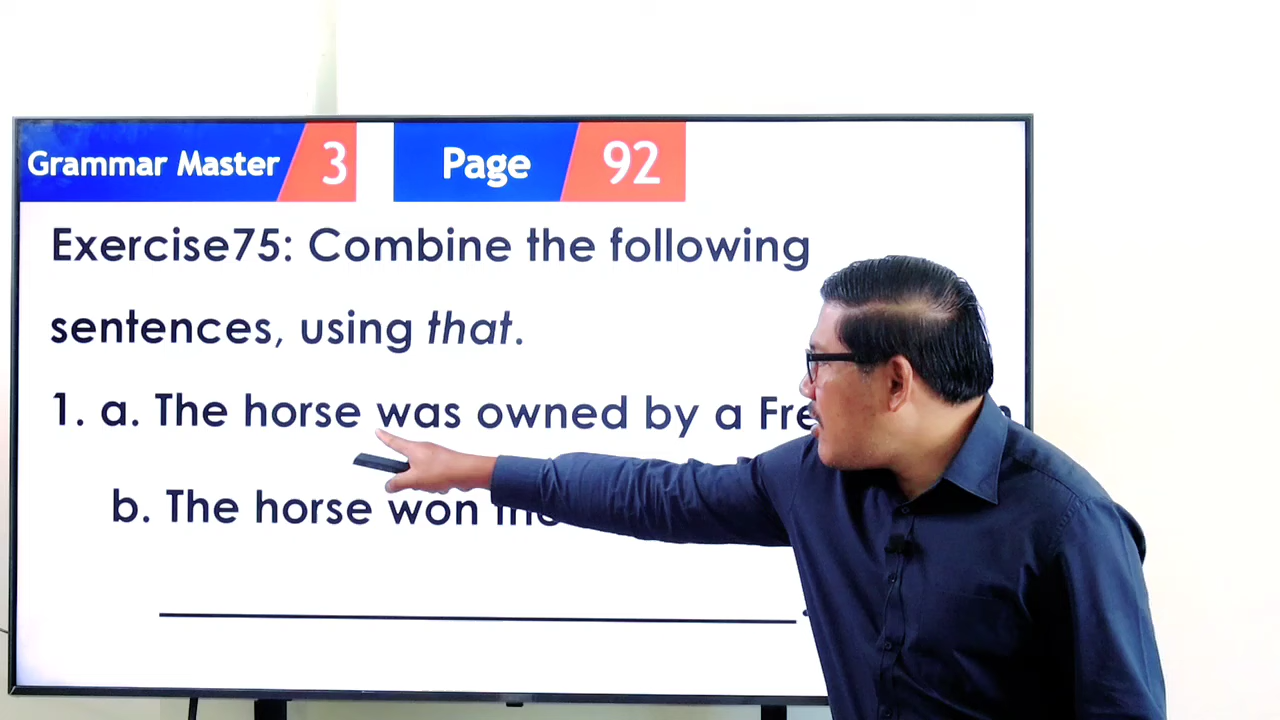 Grammar Master 3 Page 92
Exercise75: Combine the following
sentences, using that.
1. a. The horse was owned by a
b. The horse won